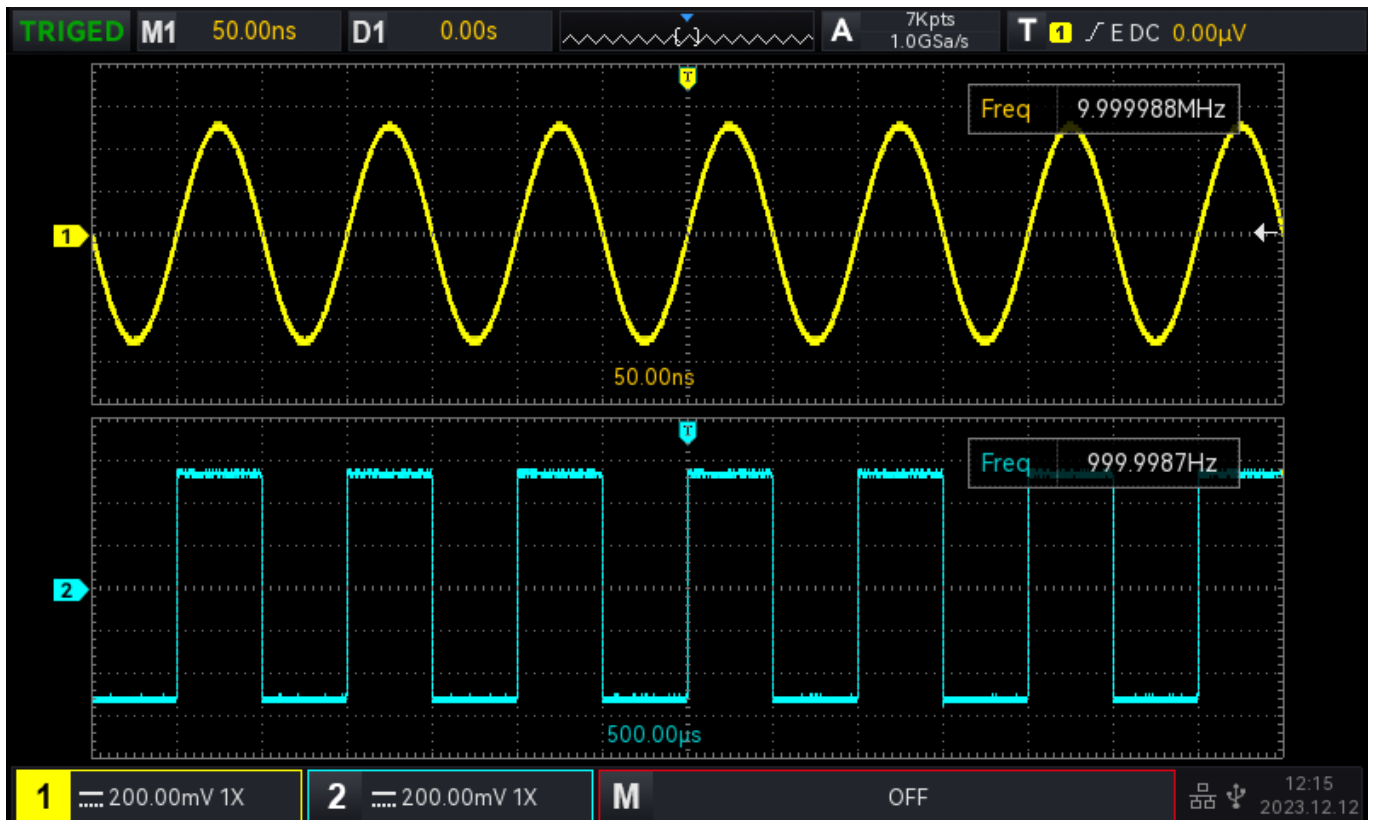 TRIGED M1 50.00ns D1 0.00s A 7Kpts 1.0GSa/s T 1 E DC 0.00μV
T
Freq 9.999988MHz
1
50.00ns
T
Freq 999.9987Hz
2
500.00μs
1 200.00mV 1X 2 200.00mV 1X M OFF 12:15
2023.12.12